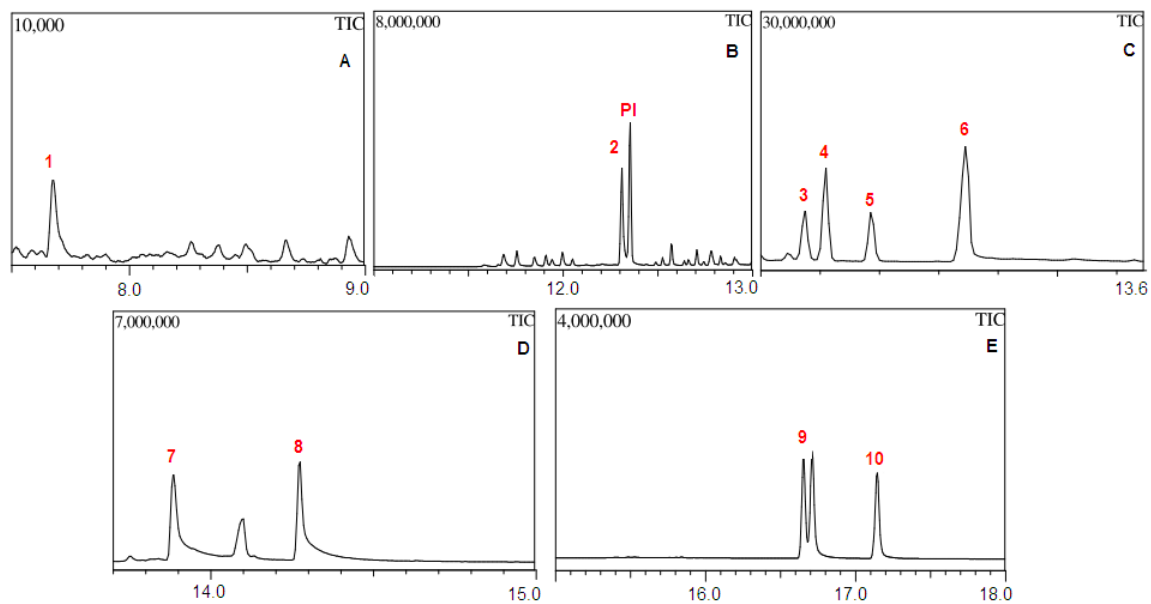 10,000 TIC
A
1
8.0 9.0
8,000,000 TIC
B
PI
2
12.0 13.0
30,000,000 TIC
C
6
4
3 5
13.6
7,000,000 TIC
D
8
7
14.0 15.0
4,000,000 TIC
E
9
10
16.0 17.0 18.0